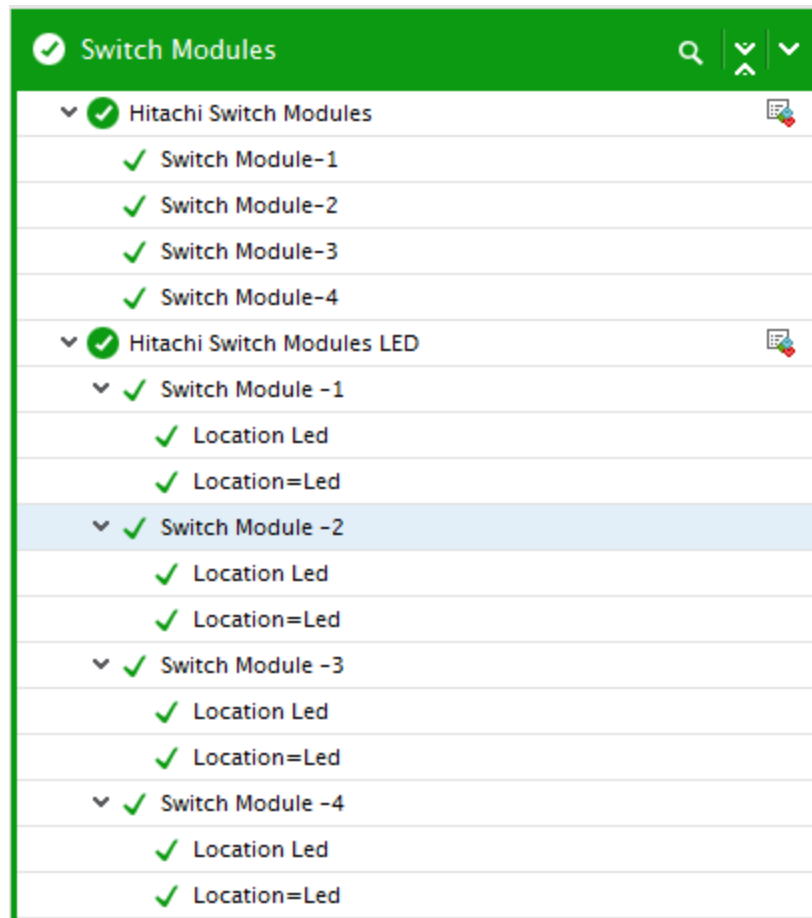 Switch Modules
Hitachi Switch Modules
Switch Module-1
Switch Module-2
Switch Module-3
Switch Module-4
Hitachi Switch Modules LED
Switch Module -1
Location Led
Location=Led
Switch Module -2
Location Led
Location=Led
Switch Module -3
Location Led
Location=Led
Switch Module -4
Location Led
Location=Led